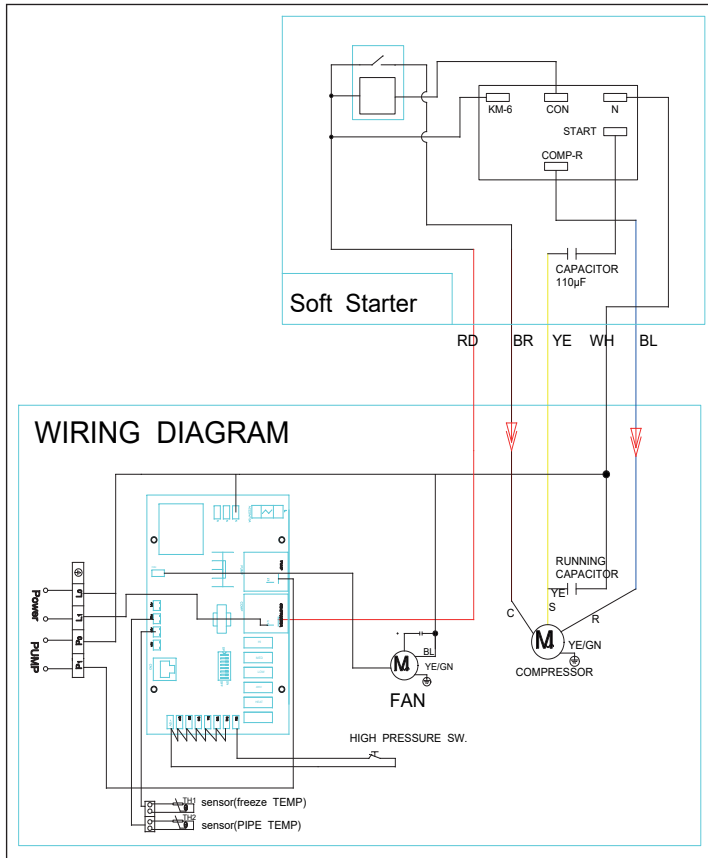 KM-6 CON N
START
COMP-R
CAPACITOR
110µF
Soft Starter
RD BR YE WH BL
WIRING DIAGRAM
Power
PUMP
L0
L1
P0
P1
RUNNING
CAPACITOR
YE
C S R
M
YE/GN
COMPRESSOR
BL
M
YE/GN
FAN
HIGH PRESSURE SW.
TH1 sensor(freeze TEMP)
TH2 sensor(PIPE TEMP)